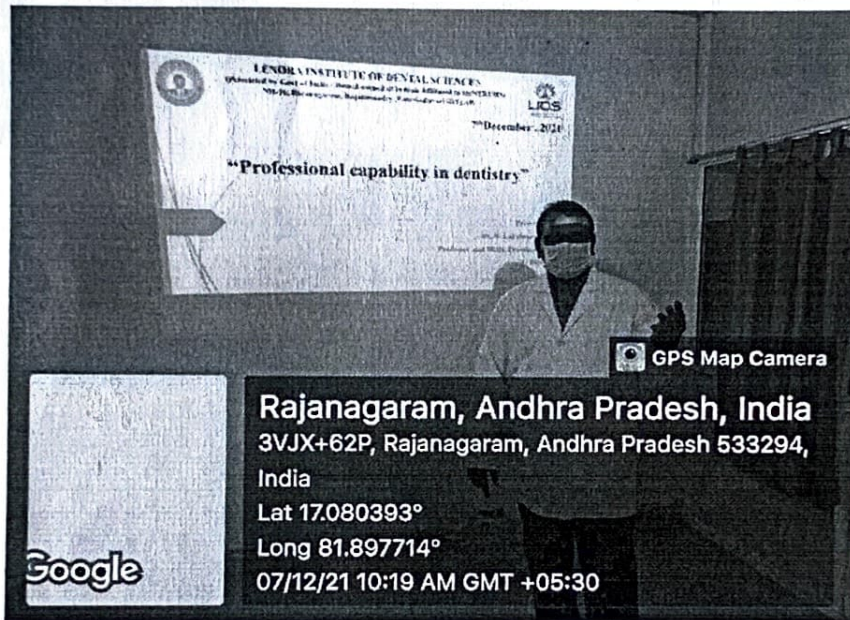 LENORA INSTITUTE OF DENTAL SCIENCES
LIDS
7th December, 2021
“Professional capability in dentistry”
GPS Map Camera
Rajanagaram, Andhra Pradesh, India
3VJX+62P, Rajanagaram, Andhra Pradesh 533294,
India
Lat 17.080393°
Long 81.897714°
07/12/21 10:19 AM GMT +05:30
Google